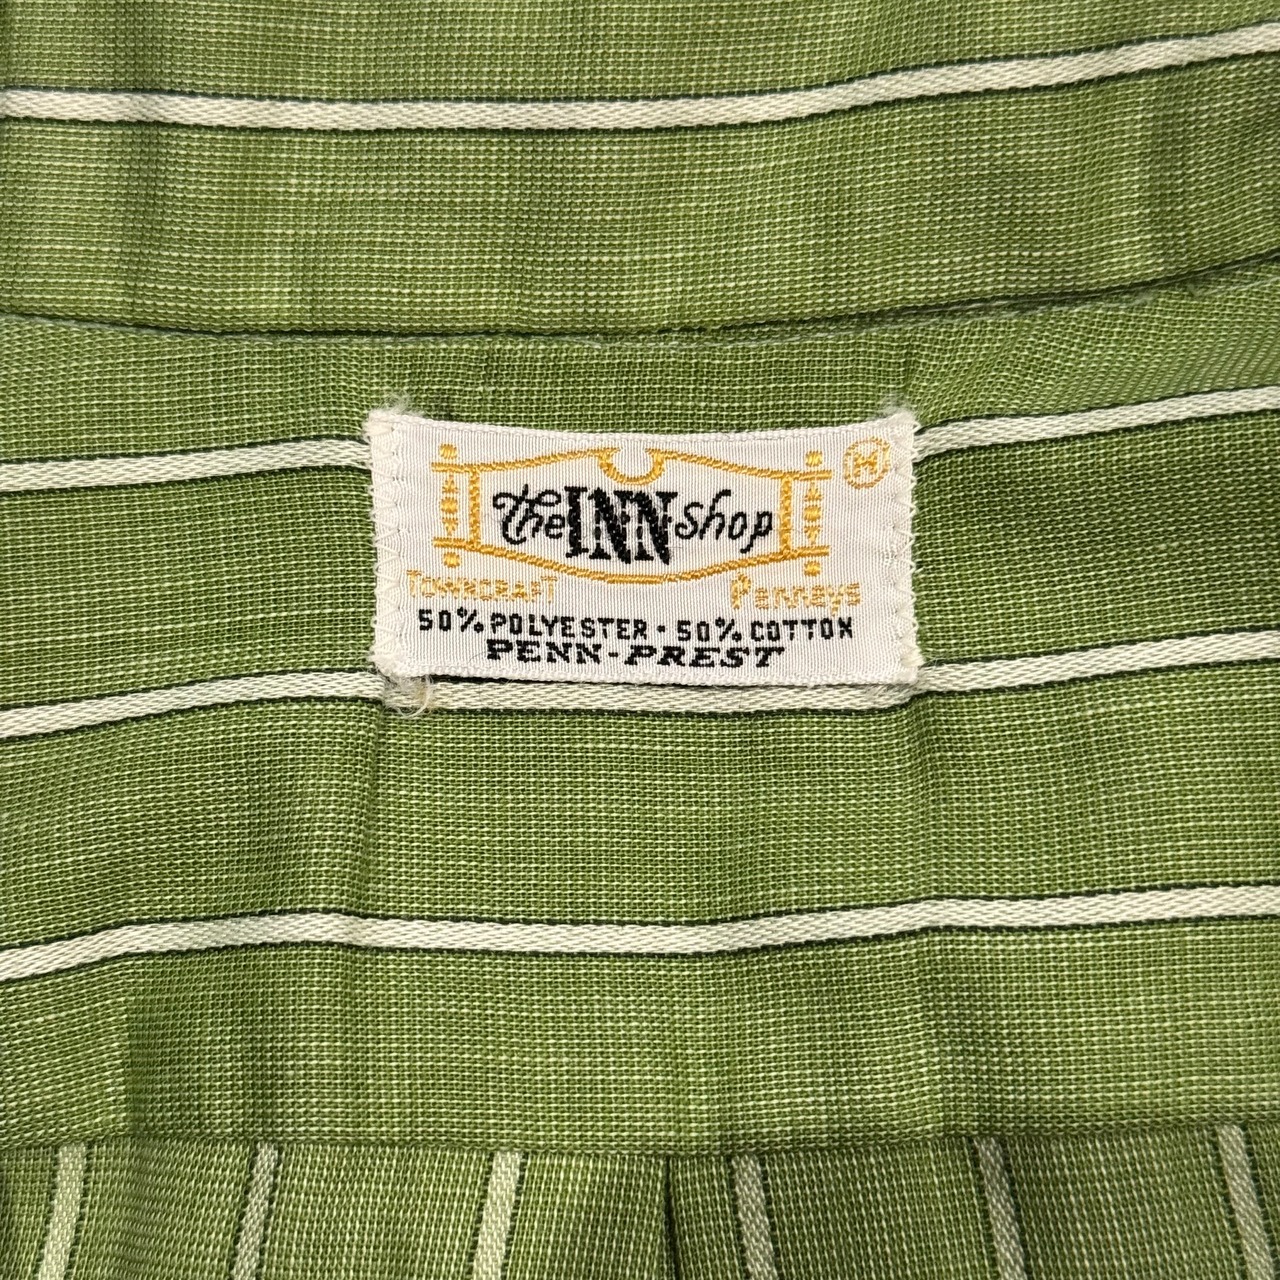 the INN Shop
TOWNCRAFT Penneys
50% POLYESTER · 50% COTTON
PENN-PREST